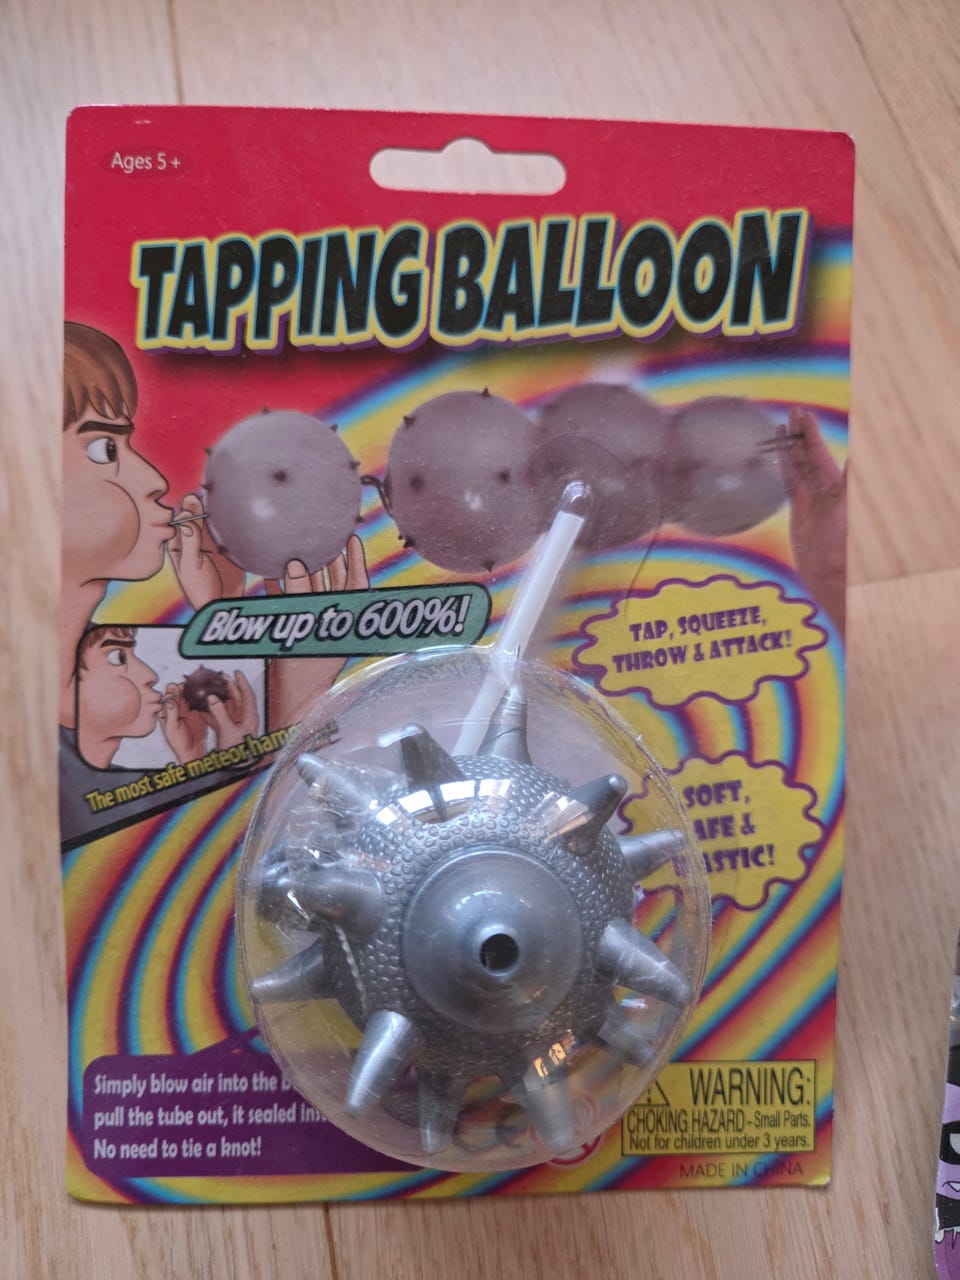 Ages 5+
TAPPING BALLOON
Blow up to 600%!
TAP, SQUEEZE,
THROW & ATTACK!
The most safe meteor
SOFT,
&
Simply blow air into the
pull the tube out, it sealed
No need to tie a knot!
WARNING:
CHOKING HAZARD - Small Parts.
Not for children under 3 years.
MADE IN CHINA